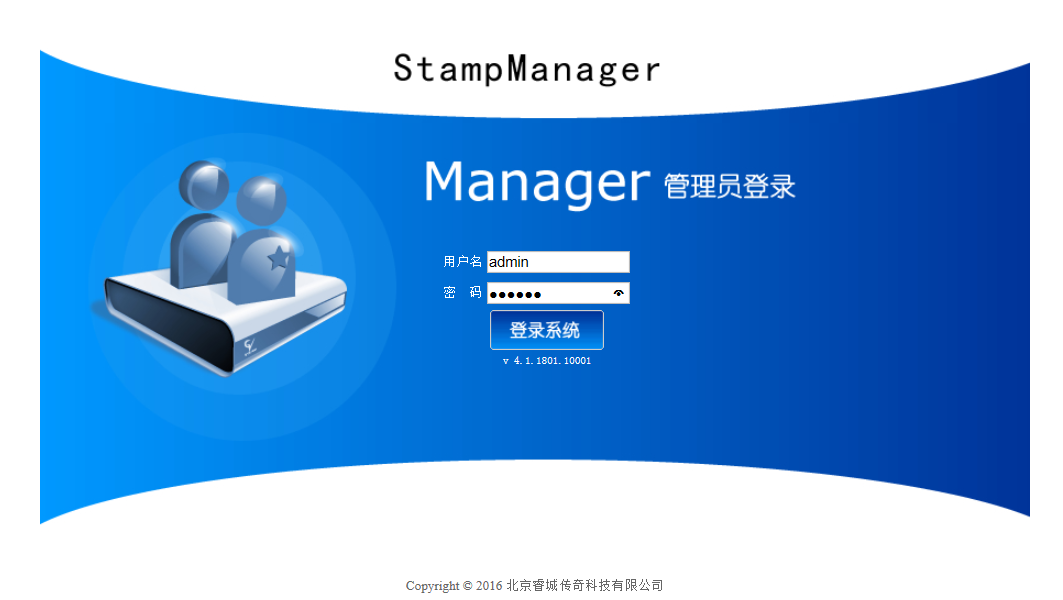 StampManager
Manager 管理员登录
用户名 admin
密 码 ●●●●●●
登录系统
v 4.1.1801.10001
Copyright © 2016 北京睿城传奇科技有限公司